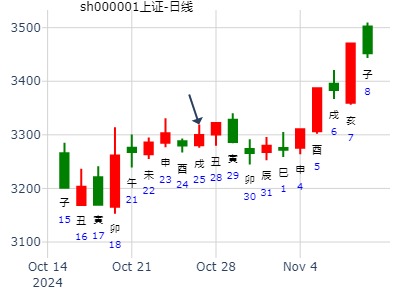 sh000001上证-日线
3500
3400
3300
3200
3100
子
15
丑
16
寅
17
卯
18
午
21
未
22
申
23
酉
24
戌
25
丑
28
寅
29
卯
30
辰
31
巳
1
申
4
酉
5
戌
6
亥
7
子
8
Oct 14
2024
Oct 21
Oct 28
Nov 4